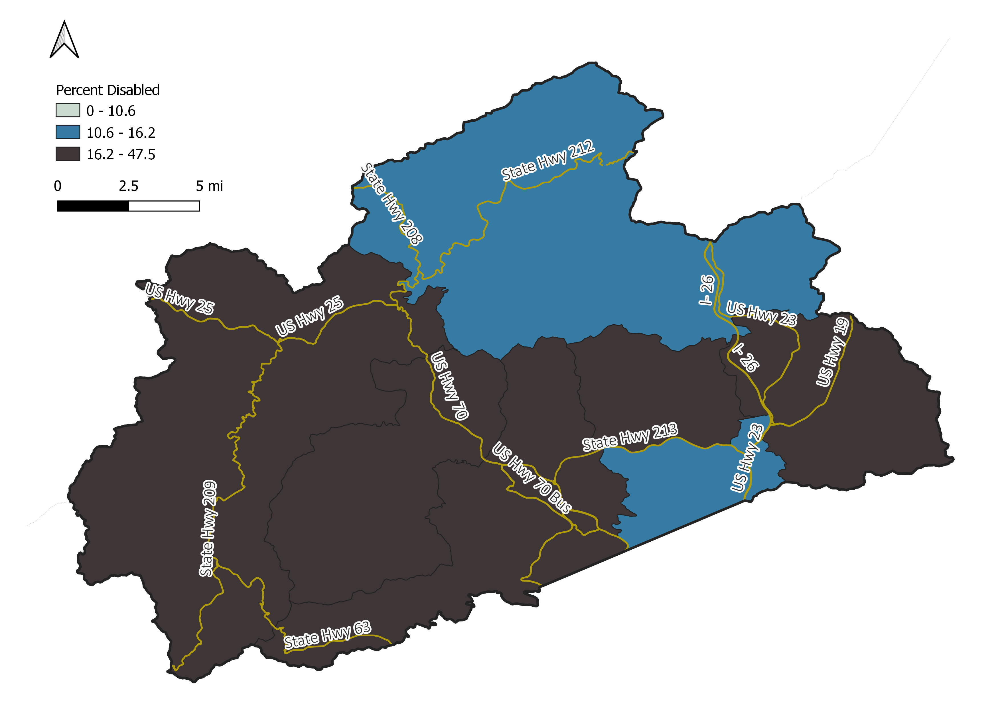 Percent Disabled
0 - 10.6
10.6 - 16.2
16.2 - 47.5
0 2.5 5 mi
State Hwy 212
State Hwy 208
I- 26
US Hwy 25
US Hwy 25
US Hwy 23
US Hwy 19
I- 26
US Hwy 70
State Hwy 213
US Hwy 23
US Hwy 70 Bus
State Hwy 209
State Hwy 63